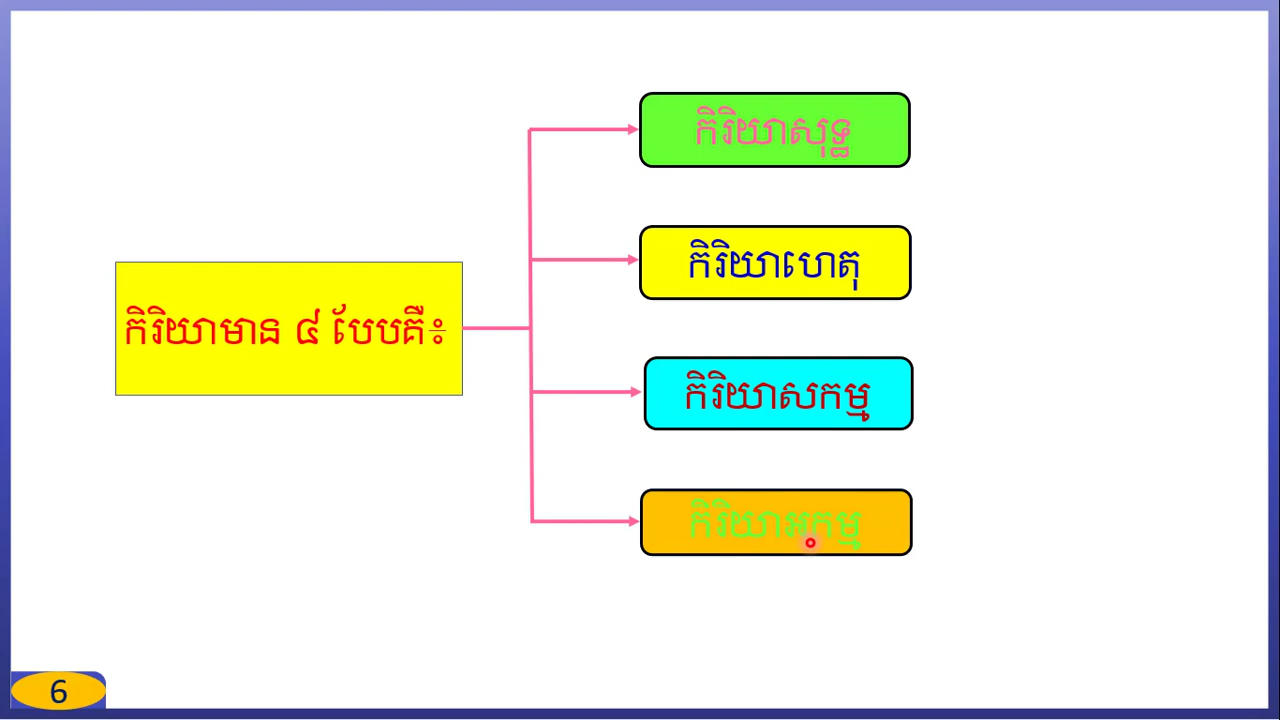 កិរិយាមាន ៤ បែបគឺ៖
កិរិយាសុទ្ធ
កិរិយាហេតុ
កិរិយាសកម្ម
កិរិយាអកម្ម
6